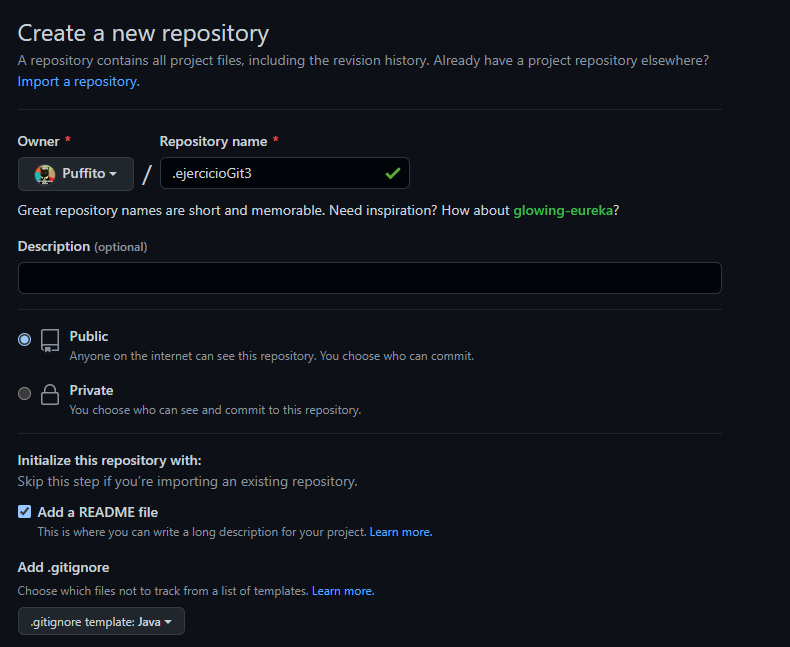 Create a new repository
A repository contains all project files, including the revision history. Already have a project repository elsewhere?
Import a repository.
Owner * Repository name *
Puffito / .ejercicioGit3
Great repository names are short and memorable. Need inspiration? How about glowing-eureka?
Description (optional)
Public
Anyone on the internet can see this repository. You choose who can commit.
Private
You choose who can see and commit to this repository.
Initialize this repository with:
Skip this step if you're importing an existing repository.
Add a README file
This is where you can write a long description for your project. Learn more.
Add .gitignore
Choose which files not to track from a list of templates. Learn more.
.gitignore template: Java